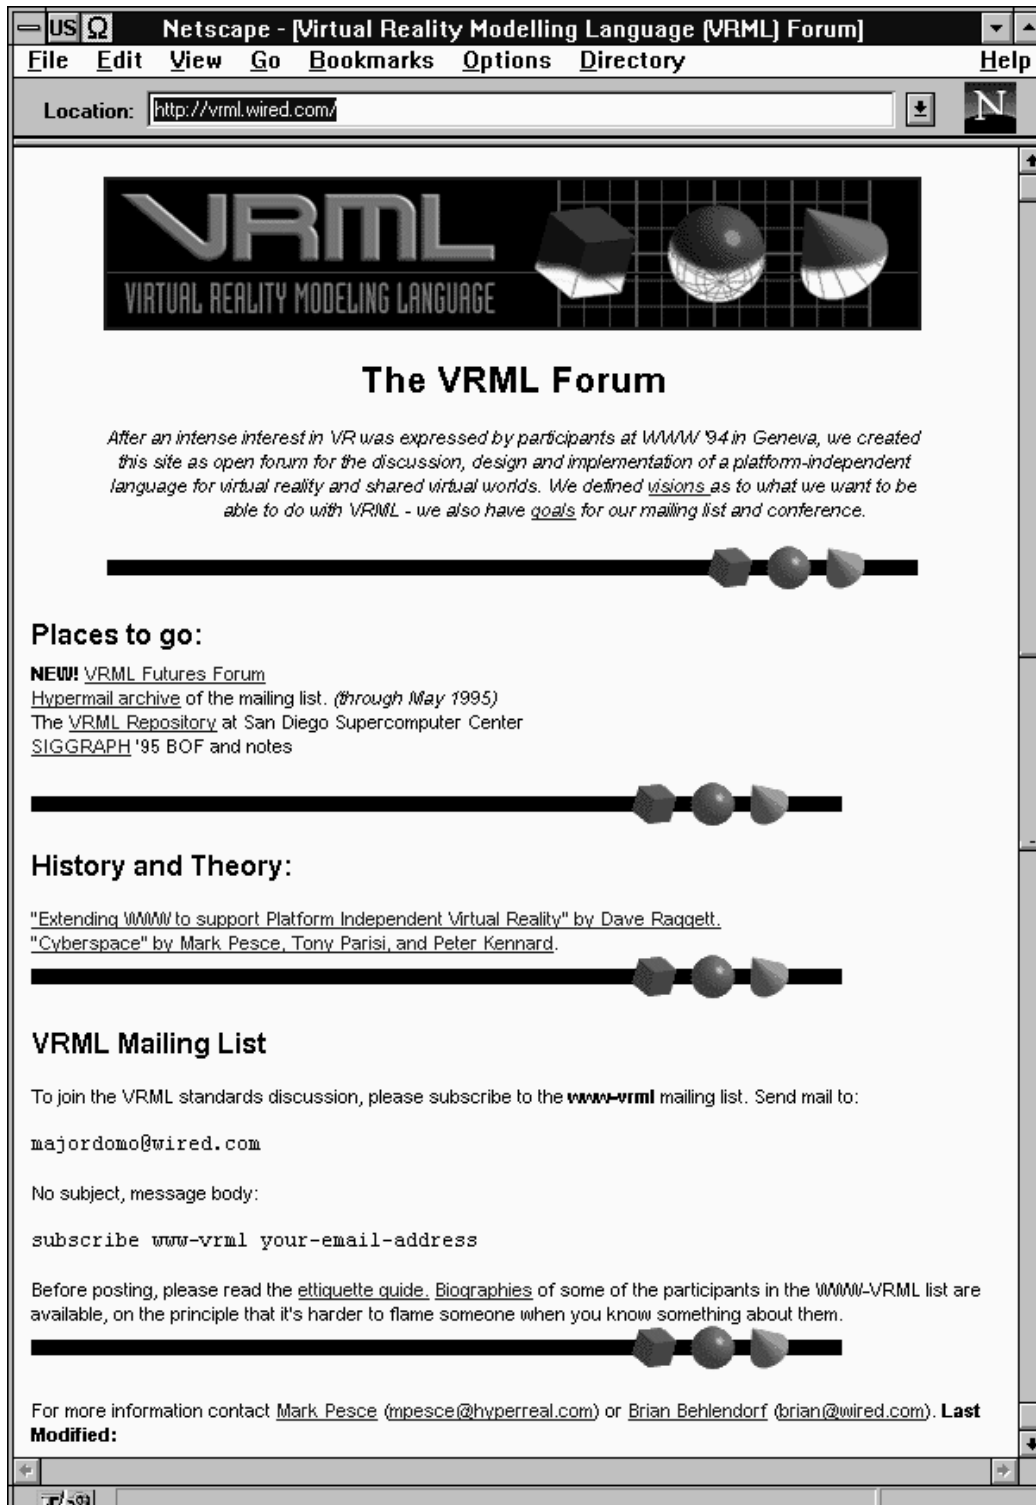 US Ω Netscape - [Virtual Reality Modelling Language (VRML) Forum]
File Edit View Go Bookmarks Options Directory Help
Location: http://vrml.wired.com/ N
VRML
VIRTUAL REALITY MODELING LANGUAGE
The VRML Forum
After an intense interest in VR was expressed by participants at WWW '94 in Geneva, we created
this site as open forum for the discussion, design and implementation of a platform-independent
language for virtual reality and shared virtual worlds. We defined visions as to what we want to be
able to do with VRML - we also have goals for our mailing list and conference.
Places to go:
NEW! VRML Futures Forum
Hypermail archive of the mailing list. (through May 1995)
The VRML Repository at San Diego Supercomputer Center
SIGGRAPH '95 BOF and notes
History and Theory:
"Extending WWW to support Platform Independent Virtual Reality" by Dave Raggett.
"Cyberspace" by Mark Pesce, Tony Parisi, and Peter Kennard.
VRML Mailing List
To join the VRML standards discussion, please subscribe to the www-vrml mailing list. Send mail to:
majordomo@wired.com
No subject, message body:
subscribe www-vrml your-email-address
Before posting, please read the ettiquette guide. Biographies of some of the participants in the WWW-VRML list are
available, on the principle that it's harder to flame someone when you know something about them.
For more information contact Mark Pesce (mpesce@hyperreal.com) or Brian Behlendorf (brian@wired.com). Last
Modified: